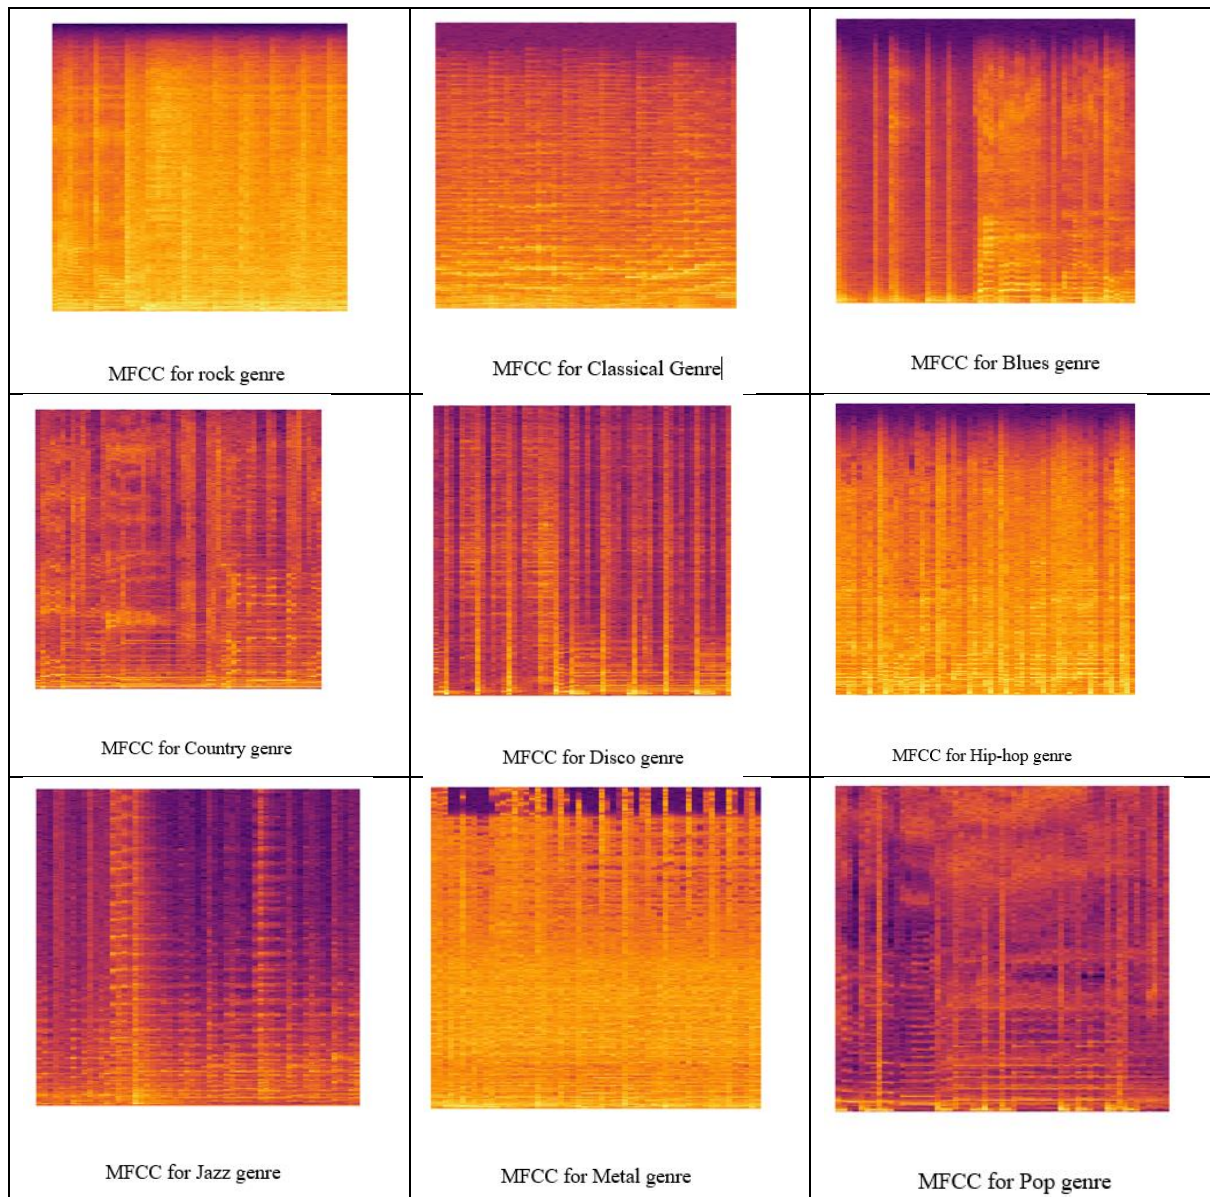 MFCC for rock genre
MFCC for Classical Genre
MFCC for Blues genre
MFCC for Country genre
MFCC for Disco genre
MFCC for Hip-hop genre
MFCC for Jazz genre
MFCC for Metal genre
MFCC for Pop genre